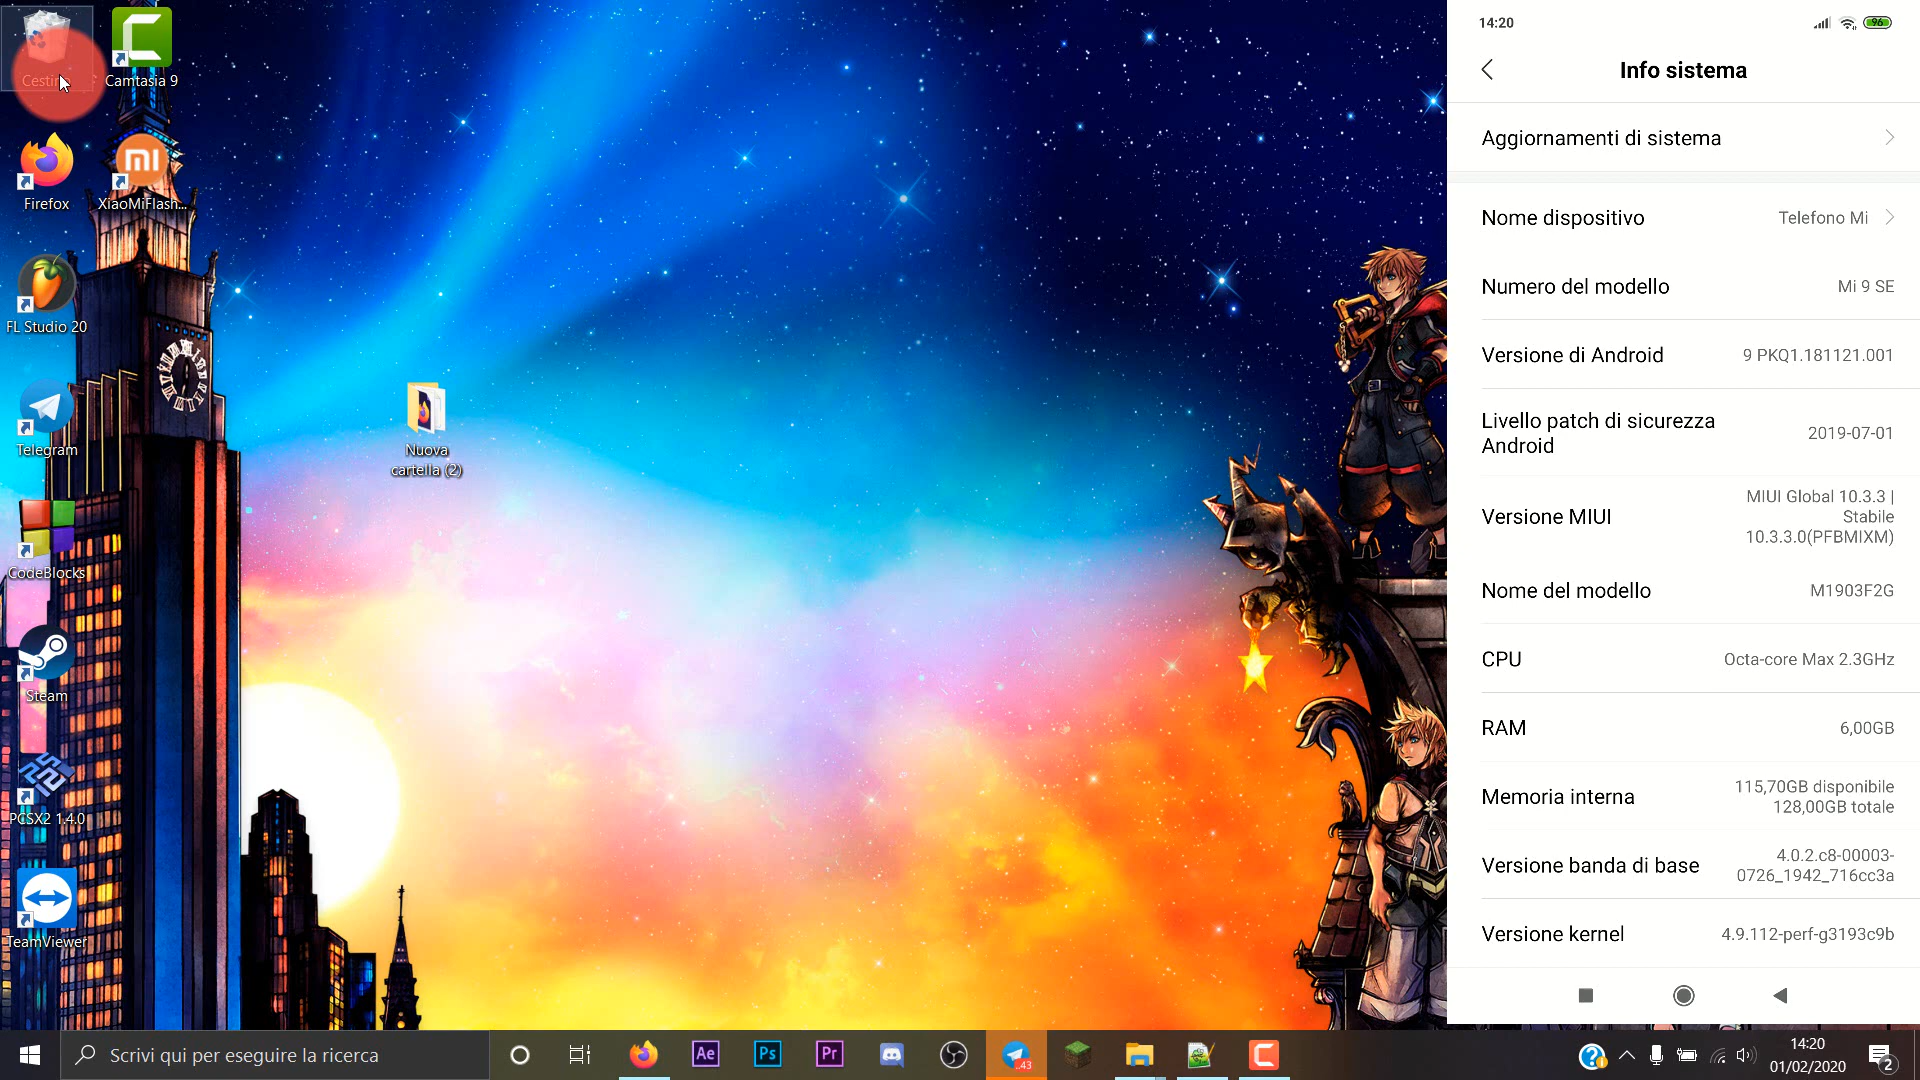 Cestino
Camtasia 9
Firefox
XiaoMiFlash...
FL Studio 20
Telegram
CodeBlocks
Steam
PCSX2 1.4.0
TeamViewer
Nuova
cartella (2)
14:20
96
Info sistema
Aggiornamenti di sistema
Nome dispositivo
Telefono Mi
Numero del modello
Mi 9 SE
Versione di Android
9 PKQ1.181121.001
Livello patch di sicurezza
Android
2019-07-01
Versione MIUI
MIUI Global 10.3.3 |
Stabile
10.3.3.0(PFBMIXM)
Nome del modello
M1903F2G
CPU
Octa-core Max 2.3GHz
RAM
6,00GB
Memoria interna
115,70GB disponibile
128,00GB totale
Versione banda di base
4.0.2.c8-00003-
0726_1942_716cc3a
Versione kernel
4.9.112-perf-g3193c9b
Scrivi qui per eseguire la ricerca
Ae
Ps
Pr
..43
14:20
01/02/2020
2